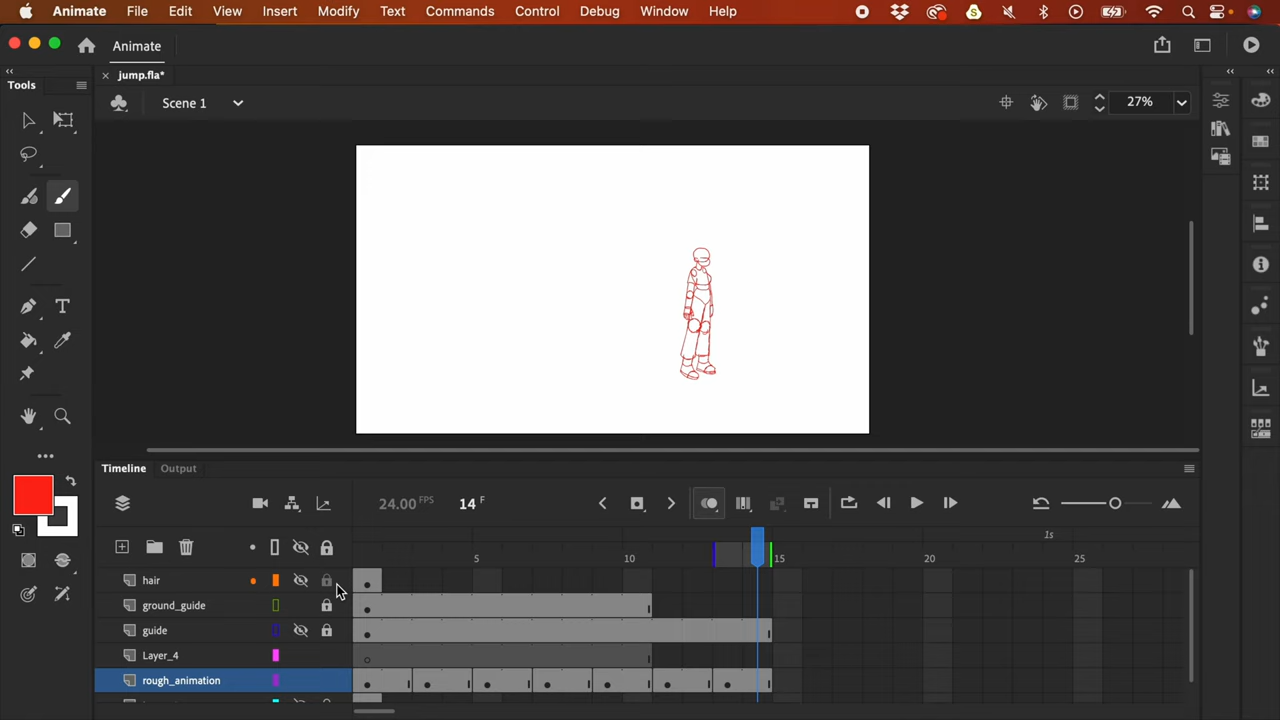 Animate File Edit View Insert Modify Text Commands Control Debug Window Help
Animate
Tools
jump.fla*
Scene 1
27%
Timeline Output
24.00 FPS 14 F
1s
5 10 15 20 25
hair
ground_guide
guide
Layer_4
rough_animation